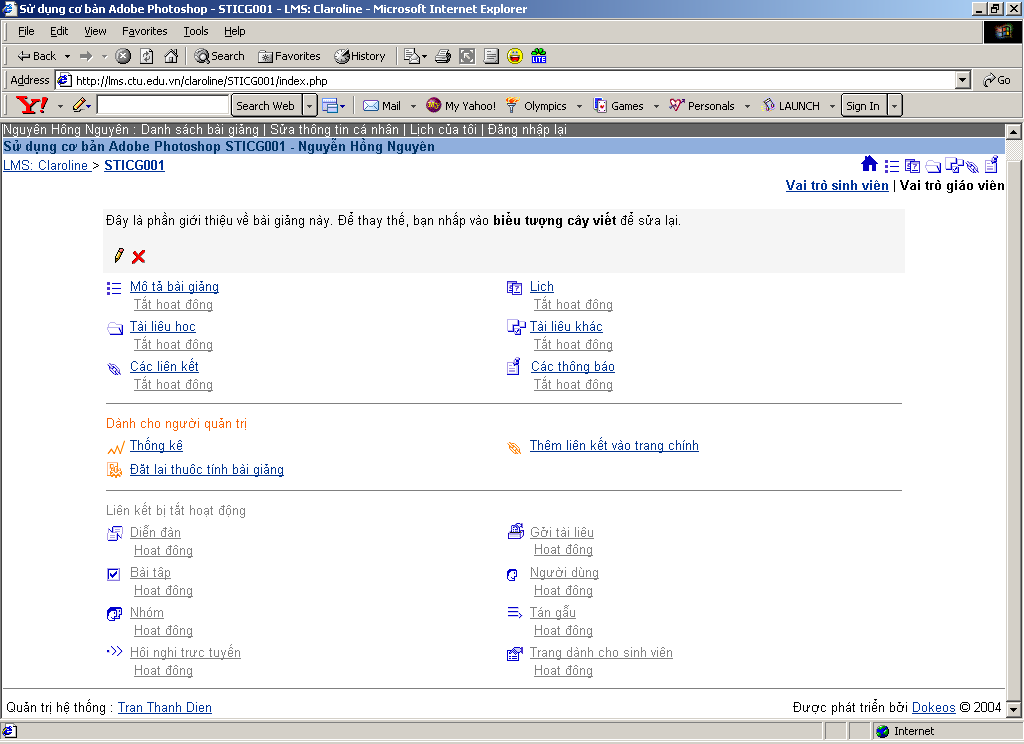 Sử dụng cơ bản Adobe Photoshop - STICG001 - LMS: Claroline - Microsoft Internet Explorer
File Edit View Favorites Tools Help
Back Search Favorites History LITE
Address http://lms.ctu.edu.vn/claroline/STICG001/index.php Go
Y! Search Web Mail My Yahoo! Olympics Games Personals LAUNCH Sign In
Nguyễn Hồng Nguyên : Danh sách bài giảng | Sửa thông tin cá nhân | Lịch của tôi | Đăng nhập lại
Sử dụng cơ bản Adobe Photoshop STICG001 - Nguyễn Hồng Nguyên
LMS: Claroline > STICG001
Vai trò sinh viên | Vai trò giáo viên
Đây là phần giới thiệu về bài giảng này. Để thay thế, bạn nhấp vào biểu tượng cây viết để sửa lại.
Mô tả bài giảng Lịch
Tắt hoạt động Tắt hoạt động
Tài liệu học Tài liệu khác
Tắt hoạt động Tắt hoạt động
Các liên kết Các thông báo
Tắt hoạt động Tắt hoạt động
Dành cho người quản trị
Thống kê Thêm liên kết vào trang chính
Đặt lại thuộc tính bài giảng
Liên kết bị tắt hoạt động
Diễn đàn Gởi tài liệu
Hoạt động Hoạt động
Bài tập Người dùng
Hoạt động Hoạt động
Nhóm Tán gẫu
Hoạt động Hoạt động
Hội nghị trực tuyến Trang dành cho sinh viên
Hoạt động Hoạt động
Quản trị hệ thống : Tran Thanh Dien Được phát triển bởi Dokeos © 2004
Internet